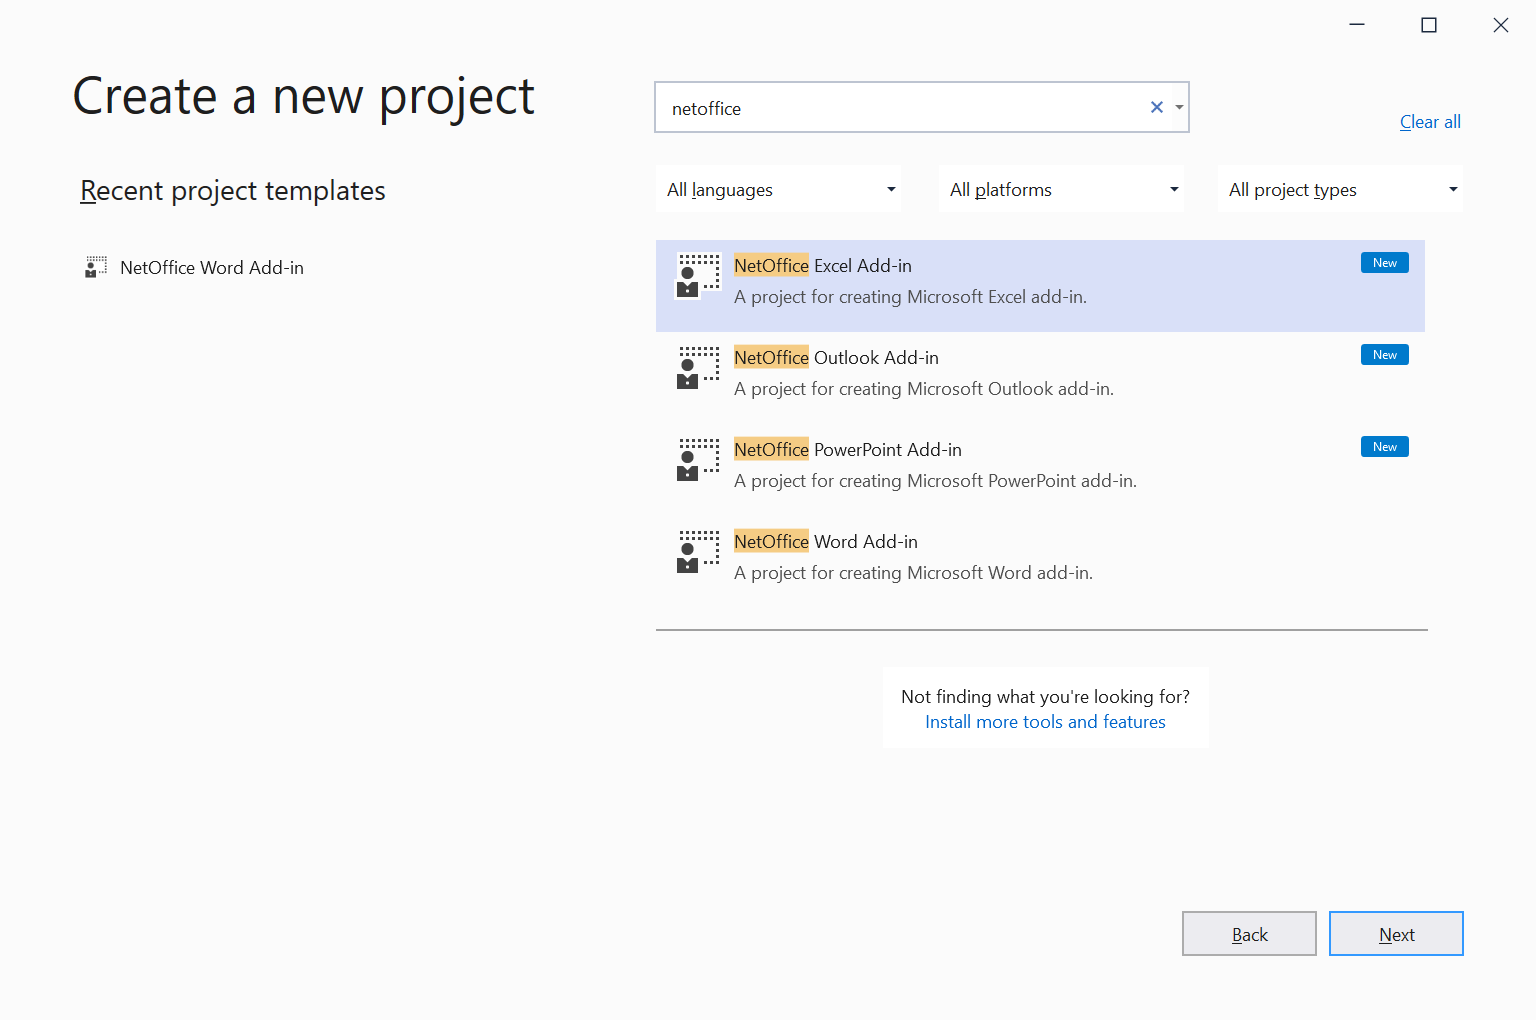 Create a new project
netoffice
Clear all
Recent project templates
All languages
All platforms
All project types
NetOffice Word Add-in
NetOffice Excel Add-in
New
A project for creating Microsoft Excel add-in.
NetOffice Outlook Add-in
New
A project for creating Microsoft Outlook add-in.
NetOffice PowerPoint Add-in
New
A project for creating Microsoft PowerPoint add-in.
NetOffice Word Add-in
A project for creating Microsoft Word add-in.
Not finding what you're looking for?
Install more tools and features
Back
Next